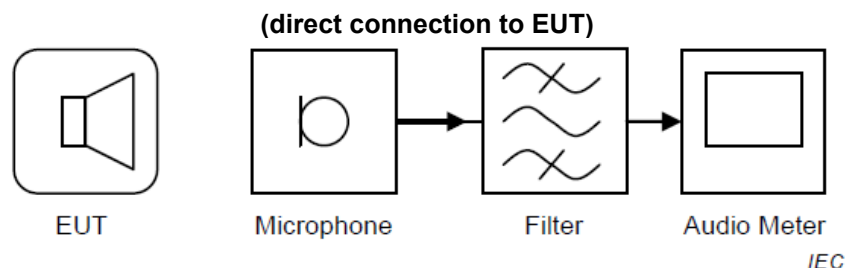 (direct connection to EUT)
EUT Microphone Filter Audio Meter
IEC